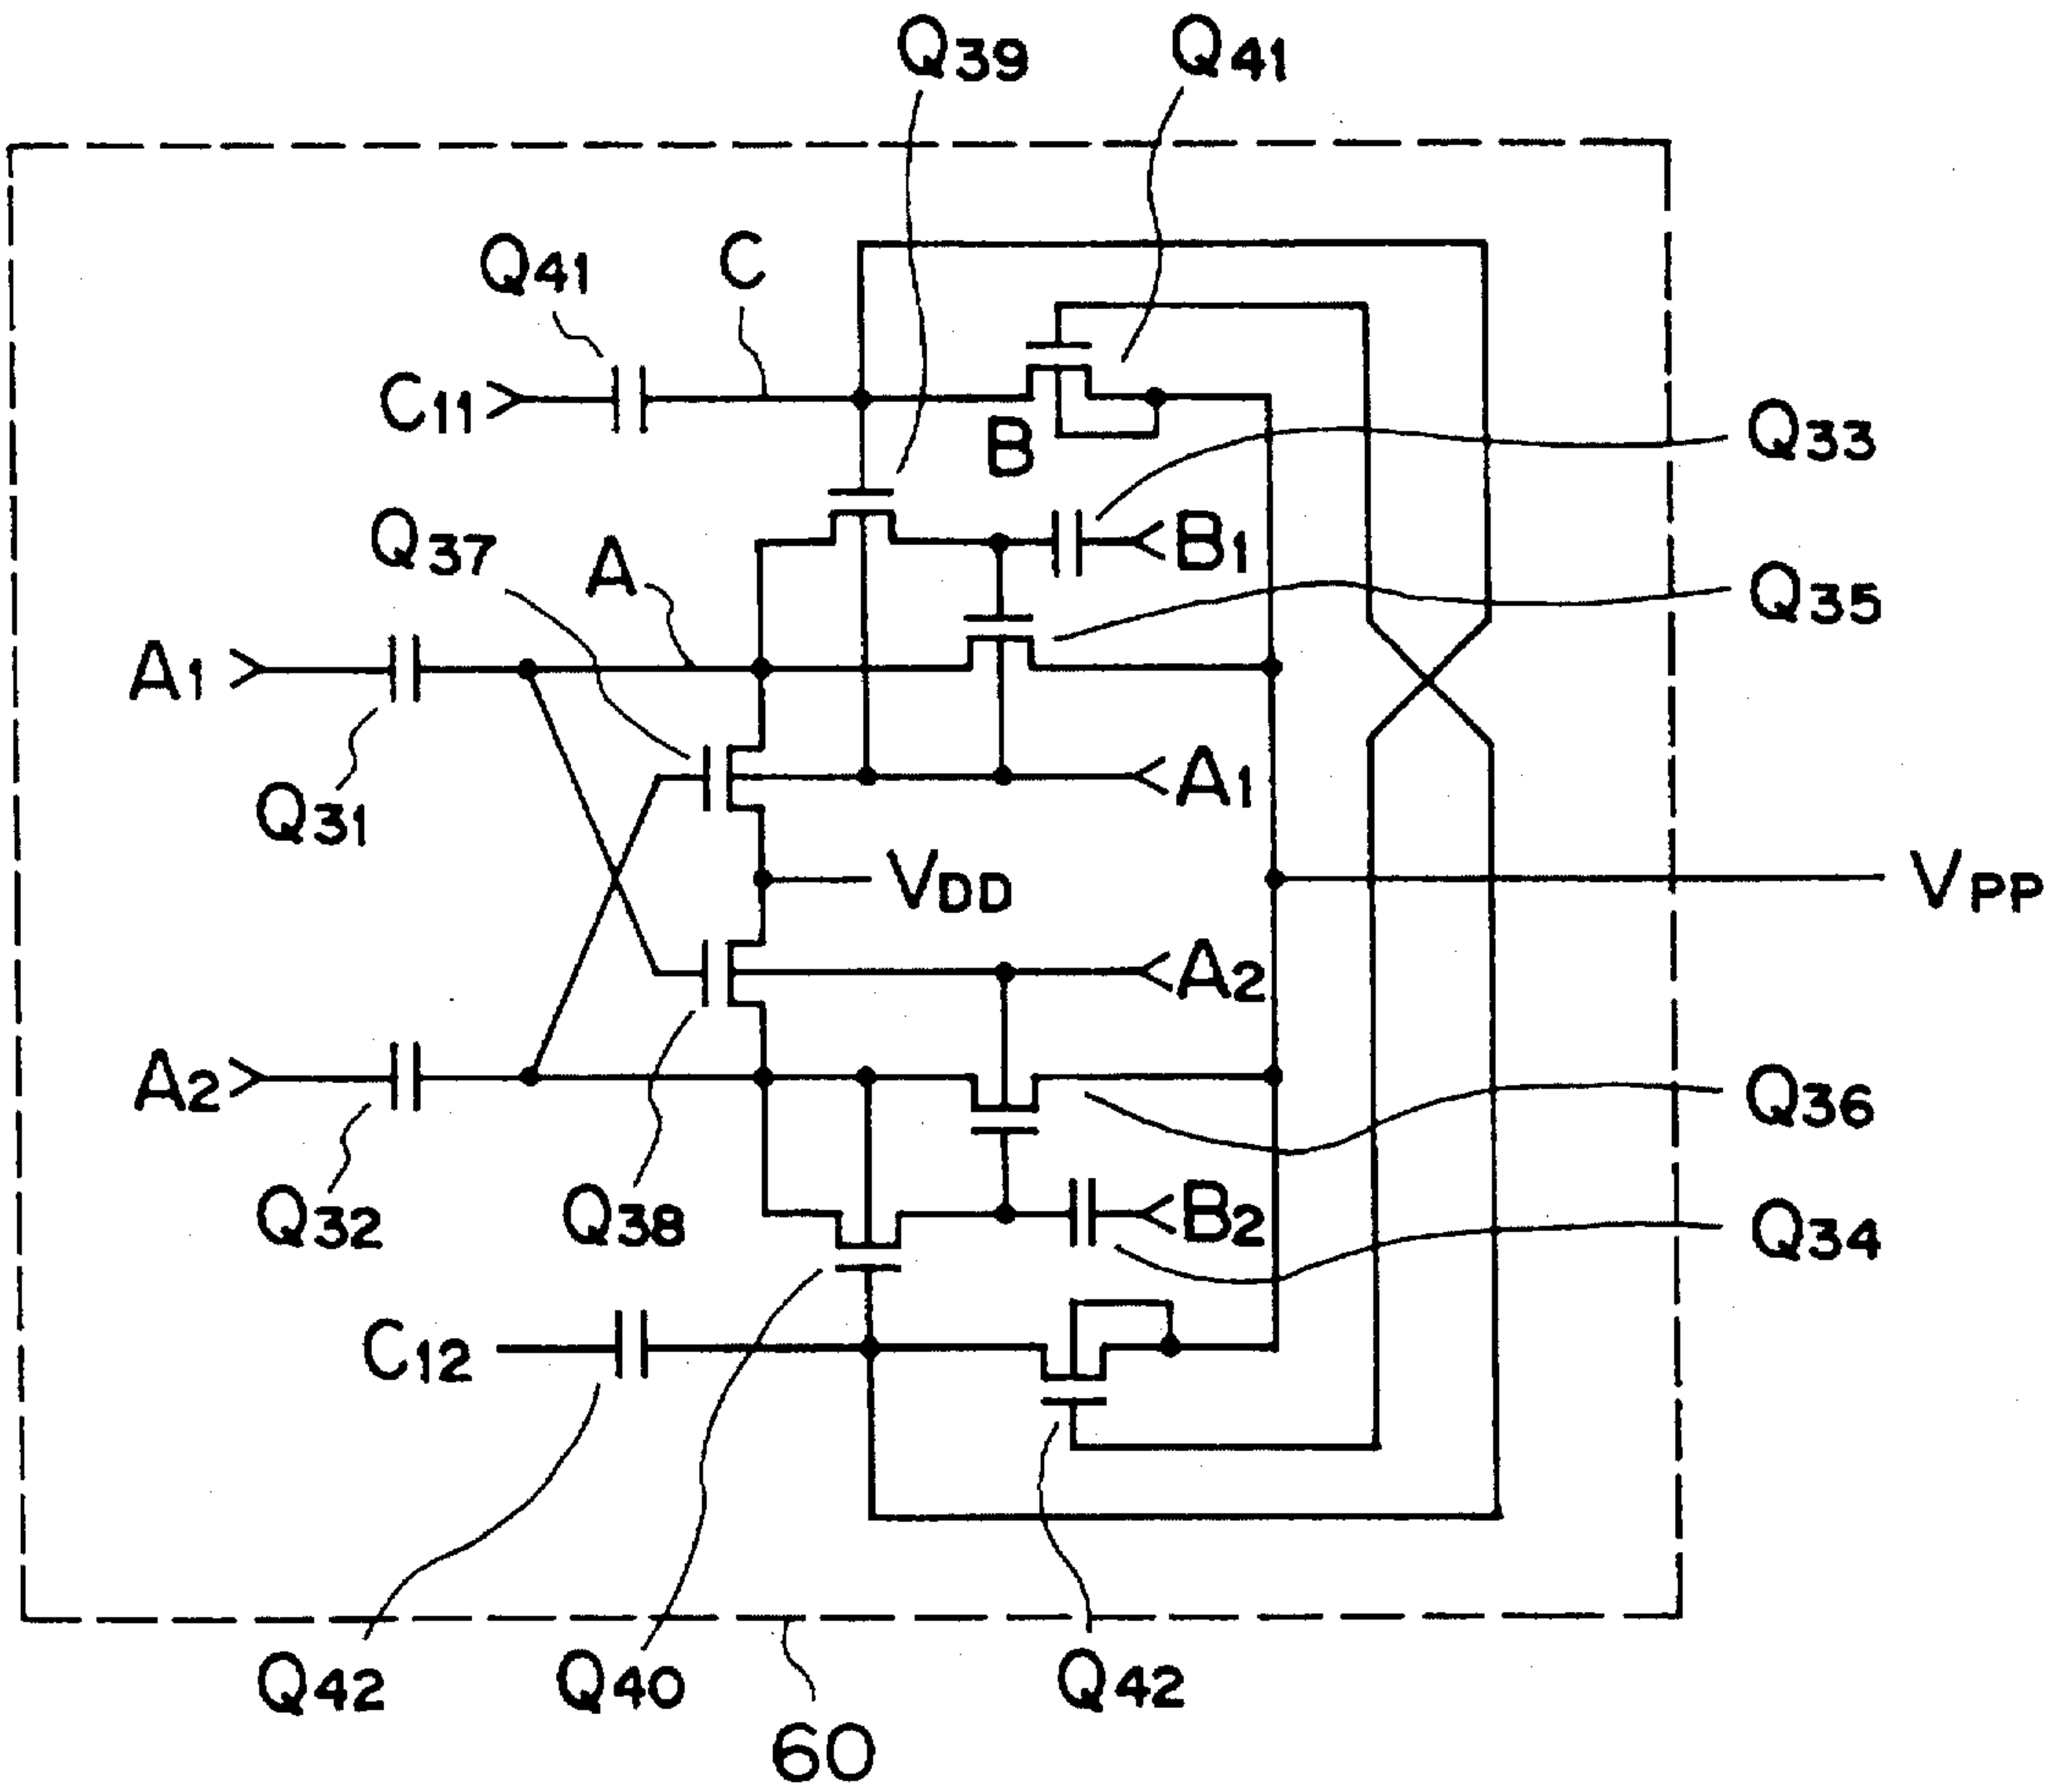 Q39 Q41
Q41 C
C11 B Q33
Q37 A B1
Q35
A1
A1
Q31
VDD VPP
A2
A2 Q36
Q32 Q38 B2 Q34
C12
Q42 Q40 Q42
60